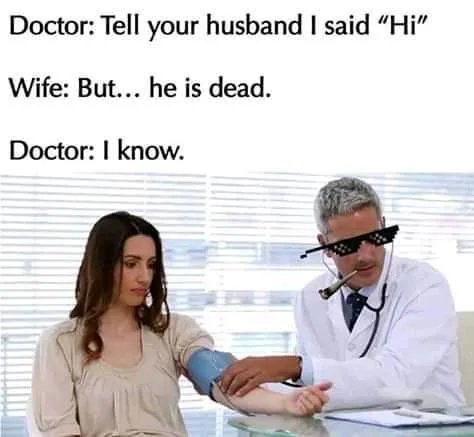 Doctor: Tell your husband I said “Hi”
Wife: But... he is dead.
Doctor: I know.